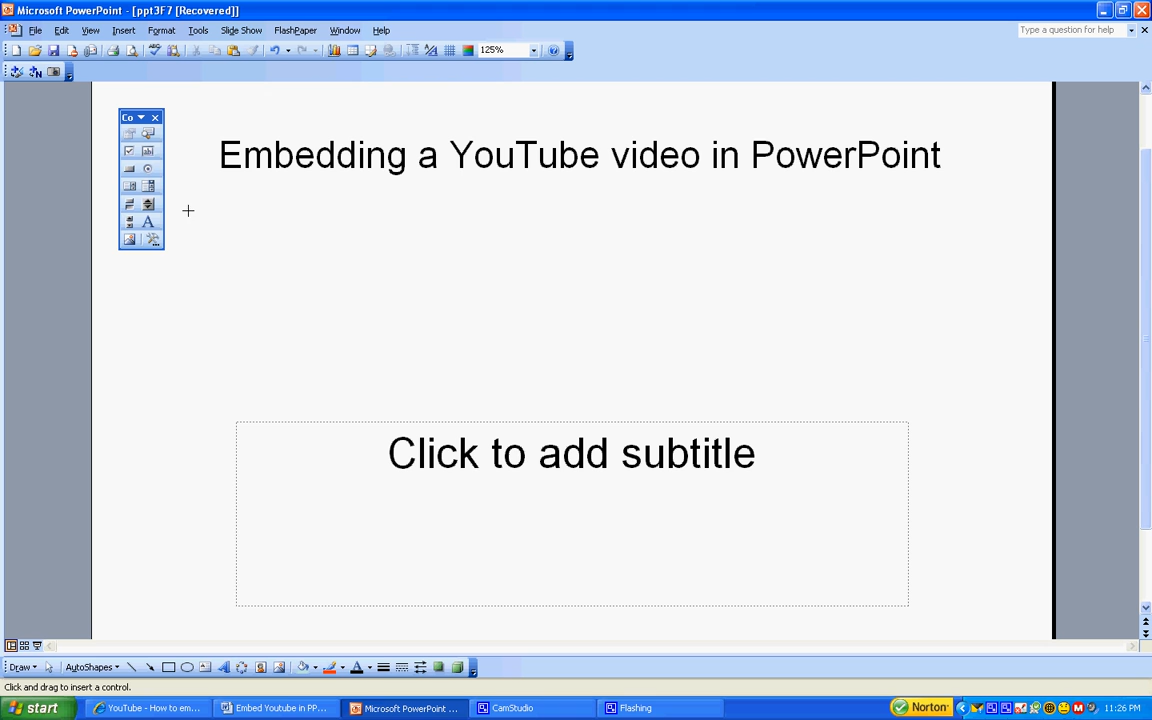 Microsoft PowerPoint - [ppt3F7 [Recovered]]
File Edit View Insert Format Tools Slide Show FlashPaper Window Help
Type a question for help
125%
Co
Embedding a YouTube video in PowerPoint
A
Click to add subtitle
Draw AutoShapes
Click and drag to insert a control.
start
YouTube - How to em...
Embed Youtube in PP...
Microsoft PowerPoint ...
CamStudio
Flashing
Norton
11:26 PM